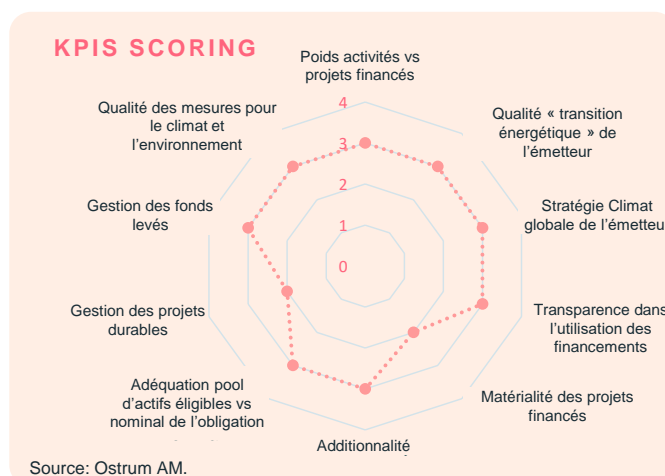 KPIS SCORING
Poids activités vs
projets financés
Qualité « transition
énergétique » de
l'émetteur
Stratégie Climat
globale de l'émetteu
Transparence dans
l'utilisation des
financements
Matérialité des projets
financés
Additionnalité
Adéquation pool
d'actifs éligibles vs
nominal de l'obligation
Gestion des projets
durables
Gestion des fonds
levés
Qualité des mesures pour
le climat et
l'environnement
4
3
2
1
0
Source: Ostrum AM.